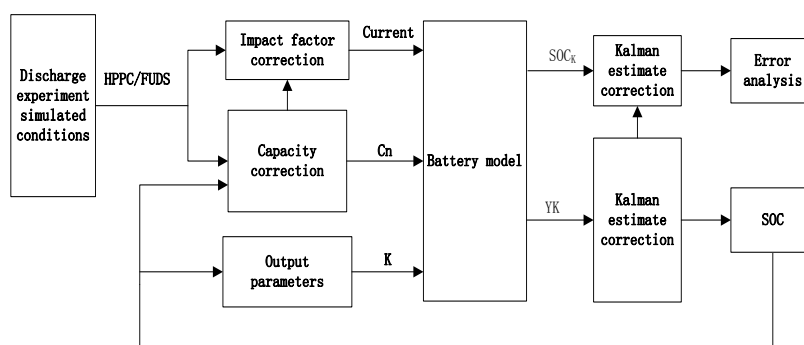 Discharge
experiment
simulated
conditions
HPPC/FUDS
Impact factor
correction
Current
Capacity
correction
Cn
Output
parameters
K
Battery model
SOCK
YK
Kalman
estimate
correction
Kalman
estimate
correction
Error
analysis
SOC